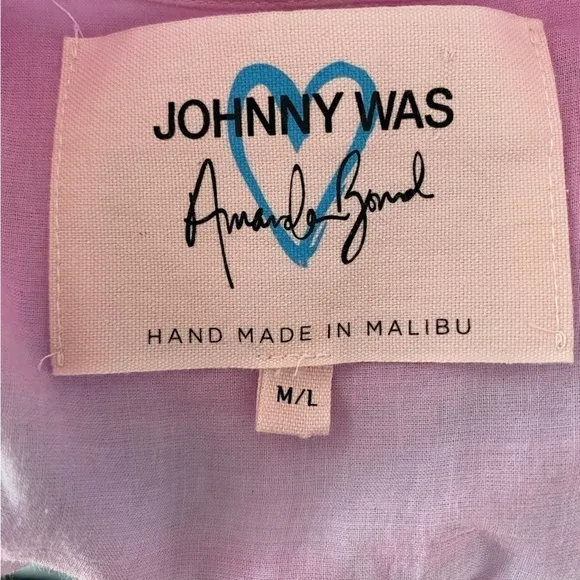 JOHNNY WAS
Amanda Bond
HAND MADE IN MALIBU
M/L